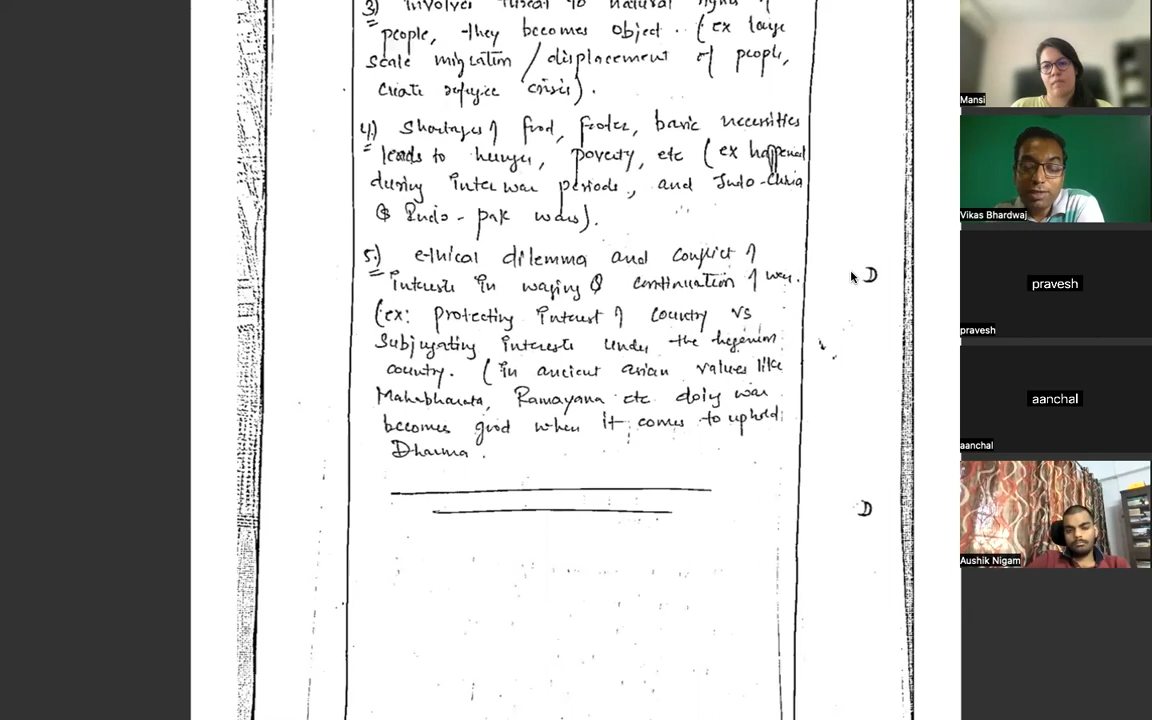 3) Involves threat to natural rights of
people, they becomes object. (ex large
scale migration / displacement of people,
create refugee crisis).
4) Shortages of food, fodder, basic necessities
leads to hunger, poverty, etc (ex happened
during inter war periods, and Indo-China
& Indo-Pak wars).
5.) ethical dilemma and conflict of
interests in waging & continuation of war.
(ex: protecting interest of country vs
subjugating interests under the
country. (in ancient asian values like
Mahabharata, Ramayana etc doing war
becomes good when it comes to uphold
Dharma.
D
D
Mansi
Vikas Bhardwaj
pravesh
pravesh
aanchal
aanchal
Aushik Nigam